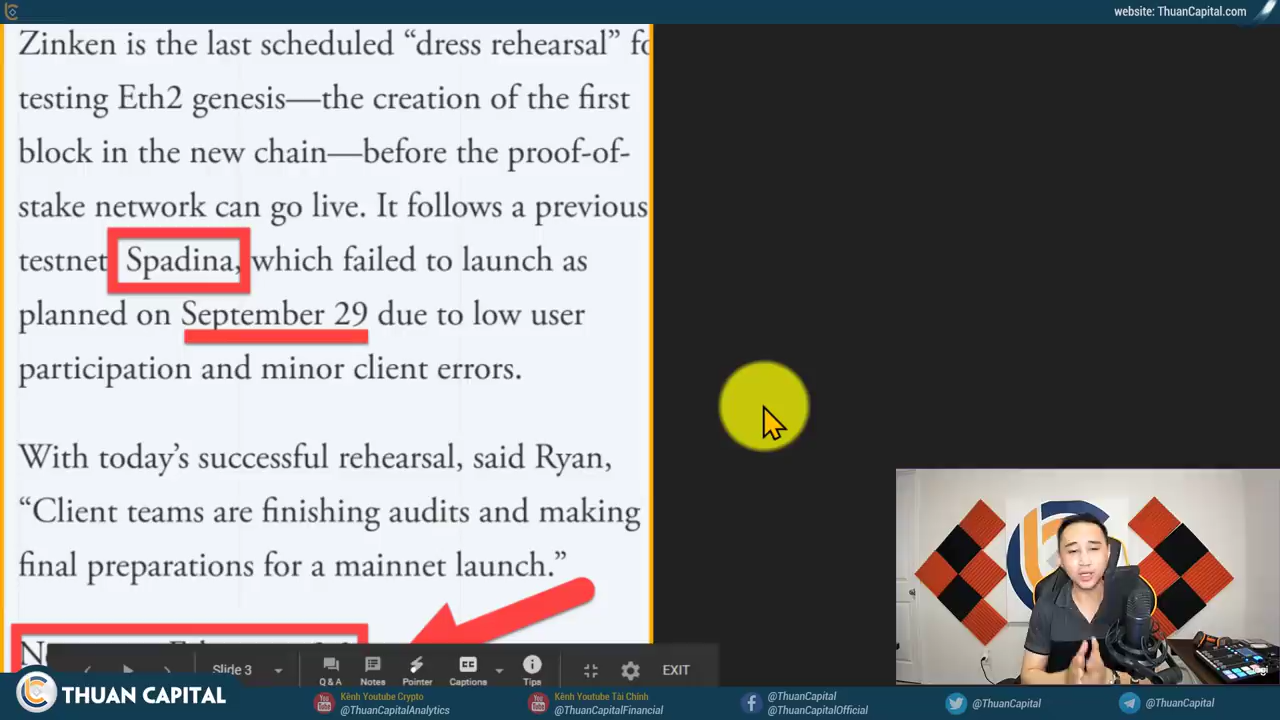 website: ThuanCapital.com
Zinken is the last scheduled “dress rehearsal”
testing Eth2 genesis—the creation of the first
block in the new chain—before the proof-of-
stake network can go live. It follows a previous
testnet Spadina, which failed to launch as
planned on September 29 due to low user
participation and minor client errors.
With today’s successful rehearsal, said Ryan,
“Client teams are finishing audits and making
final preparations for a mainnet launch.”
Slide 3
Q & A
Notes
Pointer
Captions
Tips
EXIT
THUAN CAPITAL
Kênh Youtube Crypto
@ThuanCapitalAnalytics
Kênh Youtube Tài Chính
@ThuanCapitalFinancial
@ThuanCapital
@ThuanCapitalOfficial
@ThuanCapital
@ThuanCapital